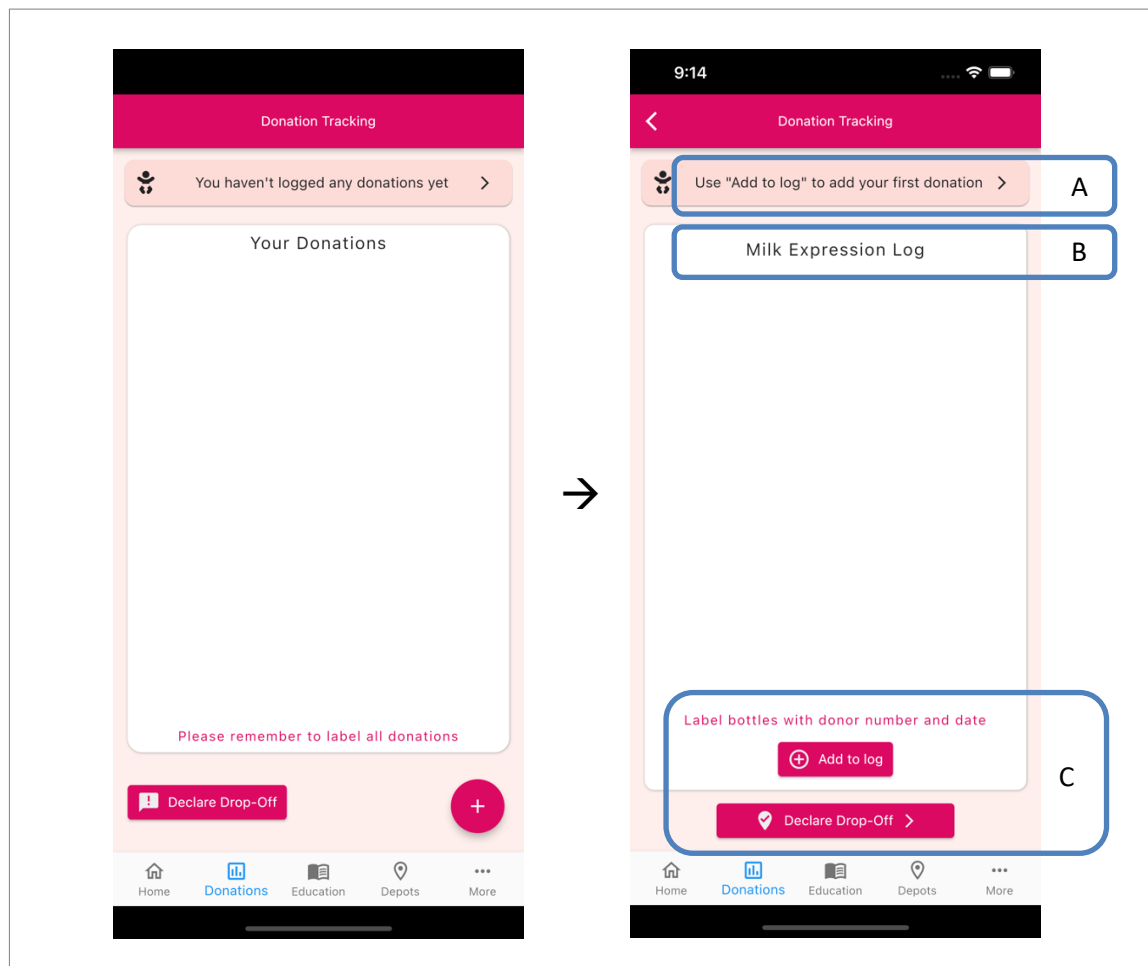 Donation Tracking
You haven't logged any donations yet
Your Donations
Please remember to label all donations
Declare Drop-Off
+
Home
Donations
Education
Depots
More
→
9:14
Donation Tracking
Use "Add to log" to add your first donation
A
Milk Expression Log
B
Label bottles with donor number and date
Add to log
C
Declare Drop-Off
Home
Donations
Education
Depots
More